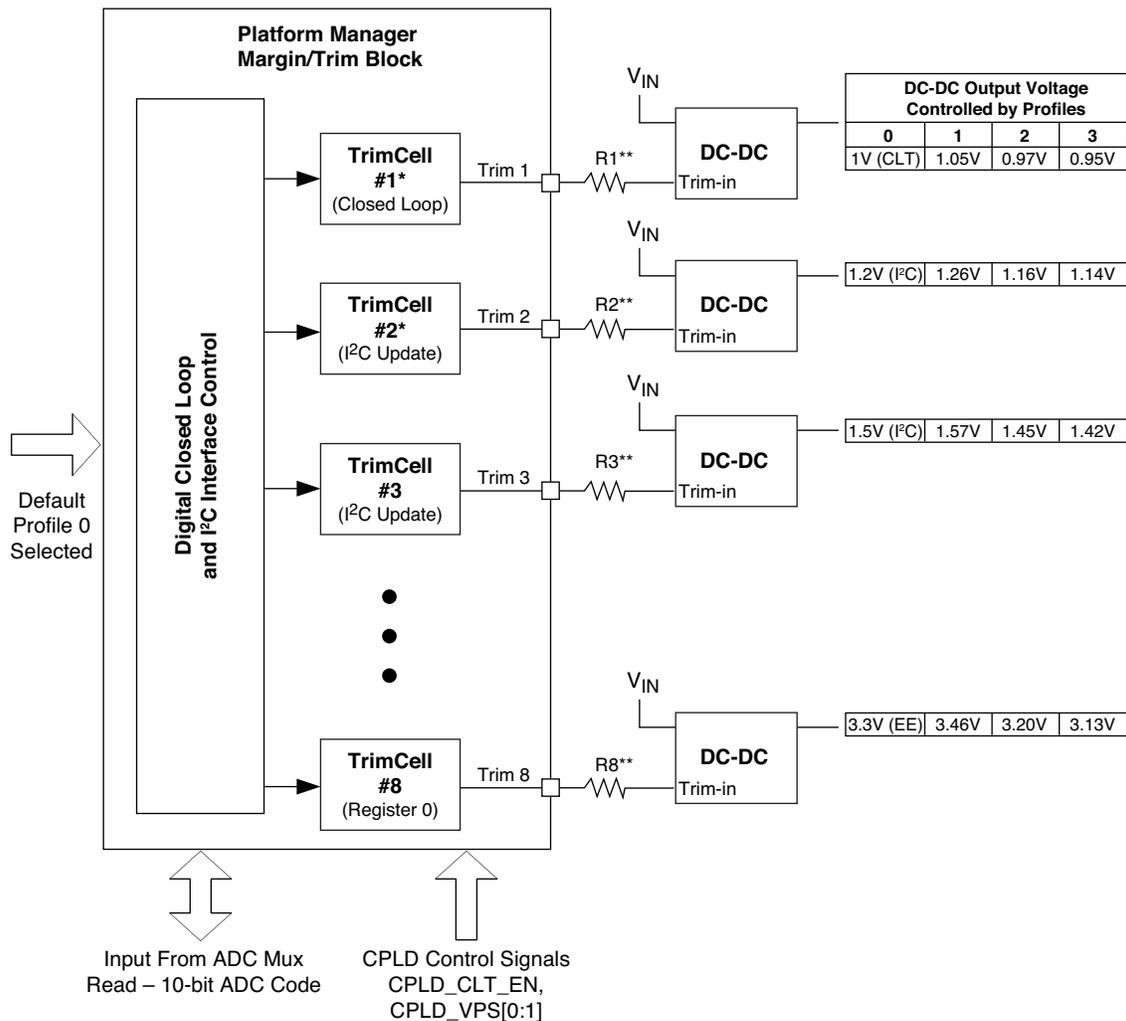 Platform Manager
Margin/Trim Block
Digital Closed Loop
and I²C Interface Control
Default
Profile 0
Selected
TrimCell
#1*
(Closed Loop)
Trim 1
R1**
VIN
DC-DC
Trim-in
DC-DC Output Voltage
Controlled by Profiles
0 1 2 3
1V (CLT) 1.05V 0.97V 0.95V
TrimCell
#2*
(I²C Update)
Trim 2
R2**
VIN
DC-DC
Trim-in
1.2V (I²C) 1.26V 1.16V 1.14V
TrimCell
#3
(I²C Update)
Trim 3
R3**
VIN
DC-DC
Trim-in
1.5V (I²C) 1.57V 1.45V 1.42V
TrimCell
#8
(Register 0)
Trim 8
R8**
VIN
DC-DC
Trim-in
3.3V (EE) 3.46V 3.20V 3.13V
Input From ADC Mux
Read – 10-bit ADC Code
CPLD Control Signals
CPLD_CLT_EN,
CPLD_VPS[0:1]